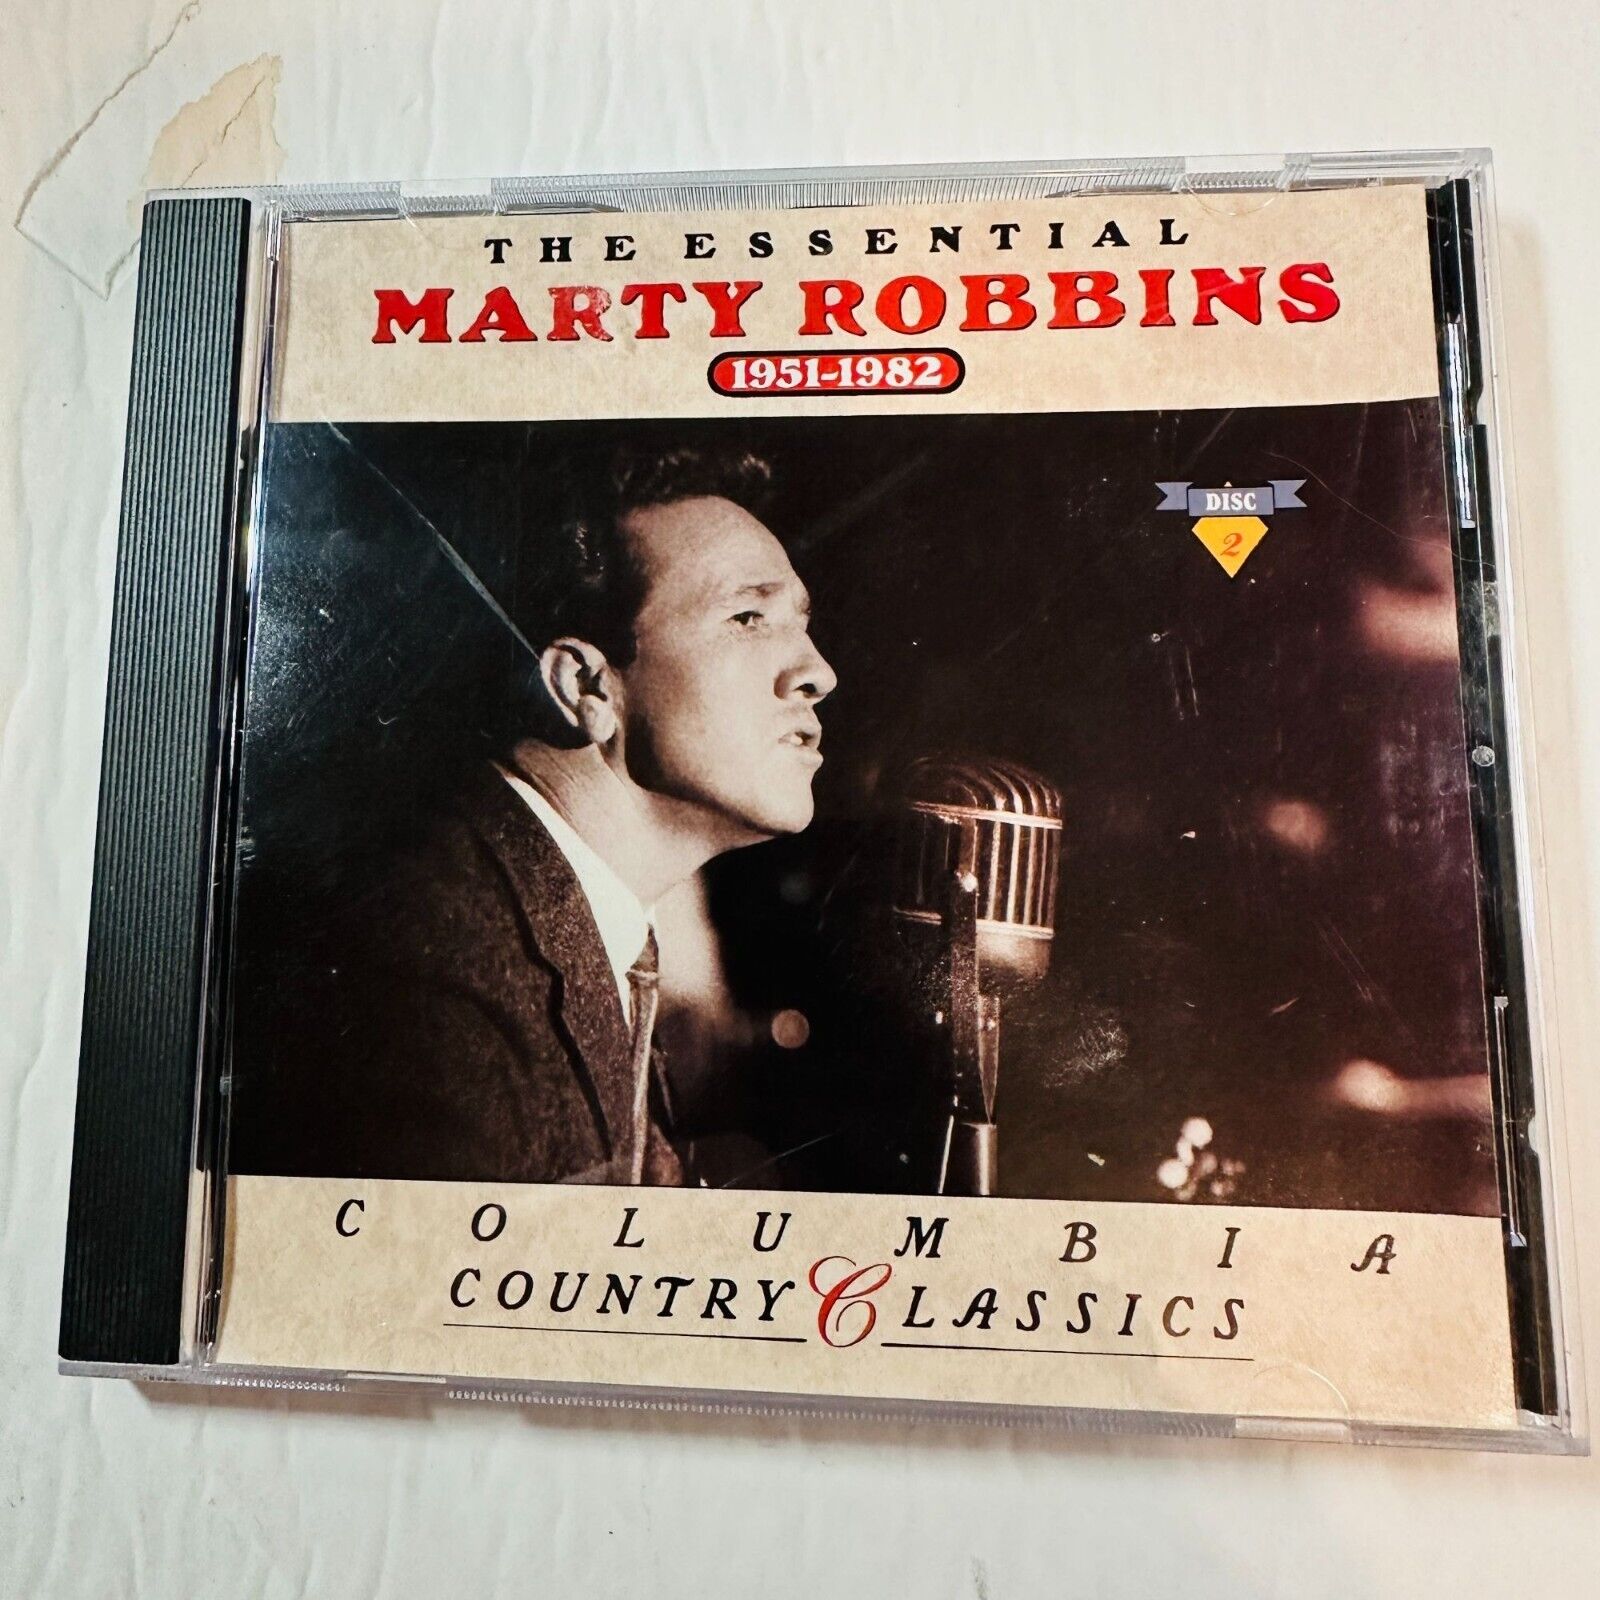 THE ESSENTIAL
MARTY ROBBINS
1951-1982
DISC
2
COLUMBIA
COUNTRY CLASSICS